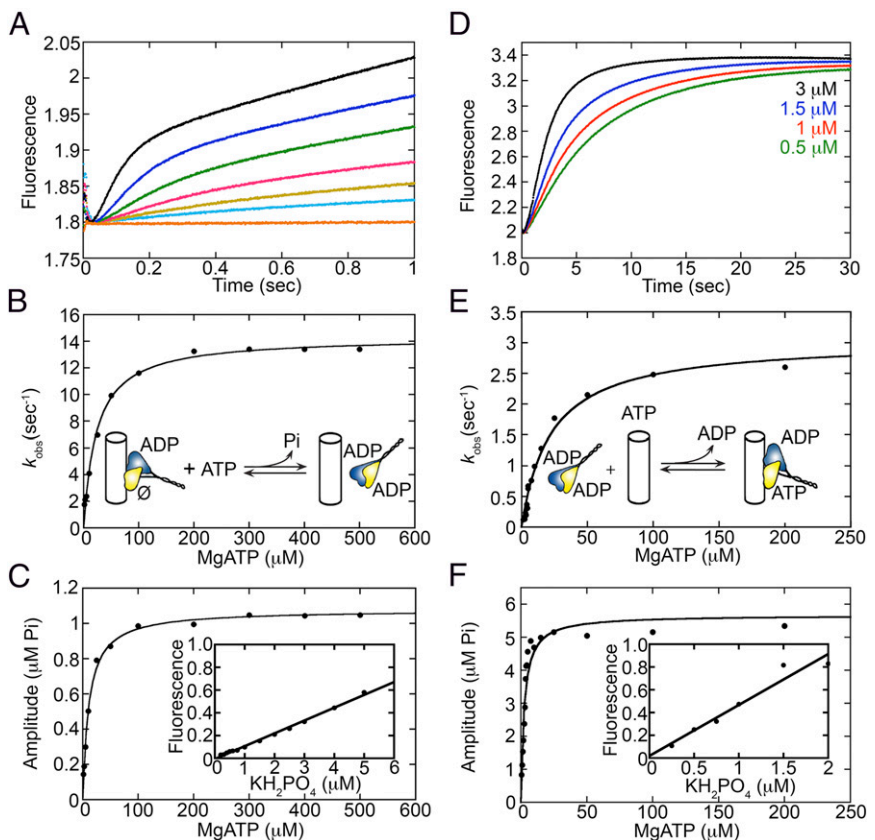 A
Fluorescence
2.05
2
1.95
1.9
1.85
1.8
1.75
0
0.2
0.4
0.6
0.8
1
Time (sec)
B
k_obs (sec⁻¹)
16
14
12
10
8
6
4
2
0
ADP
Ø
+ ATP
Pi
ADP
ADP
0
100
200
300
400
500
600
MgATP (μM)
C
Amplitude (μM Pi)
1.2
1
0.8
0.6
0.4
0.2
0
Fluorescence
1.0
0.8
0.6
0.4
0.2
0
1
2
3
4
5
6
KH₂PO₄ (μM)
0
100
200
300
400
500
600
MgATP (μM)
D
Fluorescence
3.4
3.2
3
2.8
2.6
2.4
2.2
2
1.8
3 μM
1.5 μM
1 μM
0.5 μM
0
5
10
15
20
25
30
Time (sec)
E
k_obs (sec⁻¹)
3.5
3
2.5
2
1.5
1
0.5
0
ATP
ADP
ADP
+
ADP
ADP
ATP
0
50
100
150
200
250
MgATP (μM)
F
Amplitude (μM Pi)
6
5
4
3
2
1
0
Fluorescence
1.0
0.8
0.6
0.4
0.2
0
0
0.5
1
1.5
2
KH₂PO₄ (μM)
0
50
100
150
200
250
MgATP (μM)